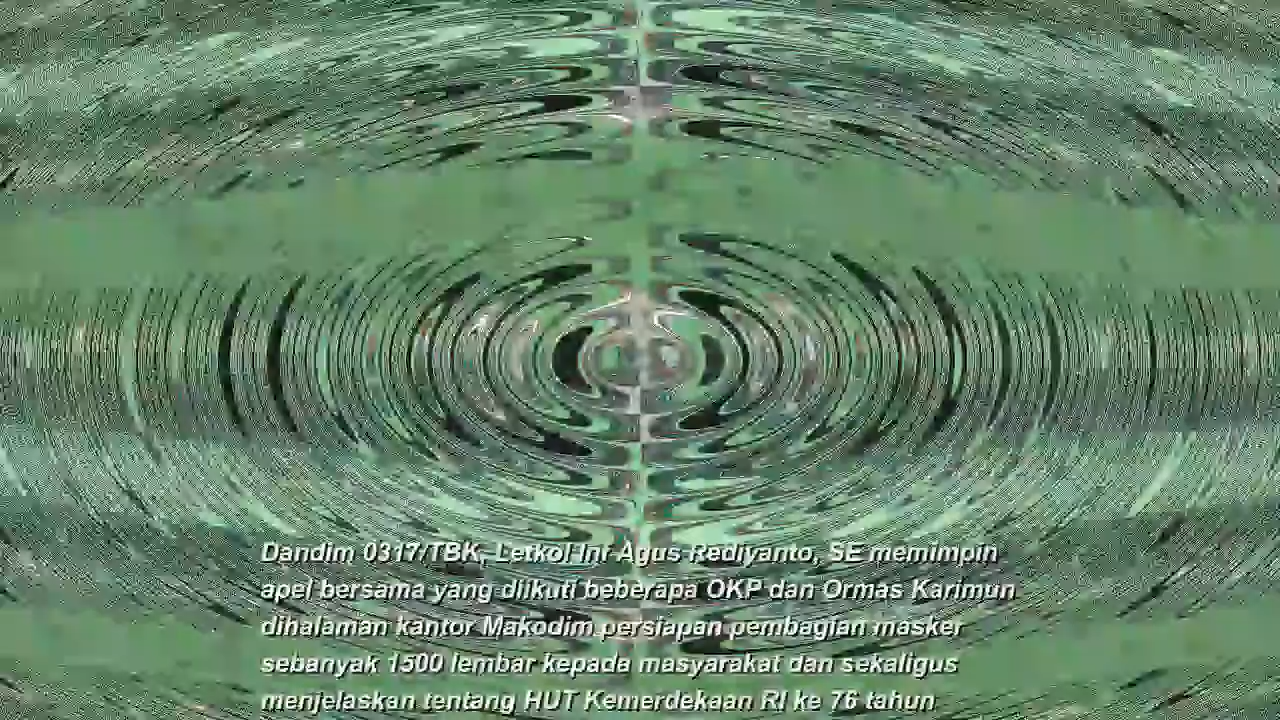 Dandim 0317/TBK, Letkol Inf Agus Rediyanto, SE memimpin
apel bersama yang diikuti beberapa OKP dan Ormas Karimun
dihalaman kantor Makodim persiapan pembagian masker
sebanyak 1500 lembar kepada masyarakat dan sekaligus
menjelaskan tentang HUT Kemerdekaan RI ke 76 tahun